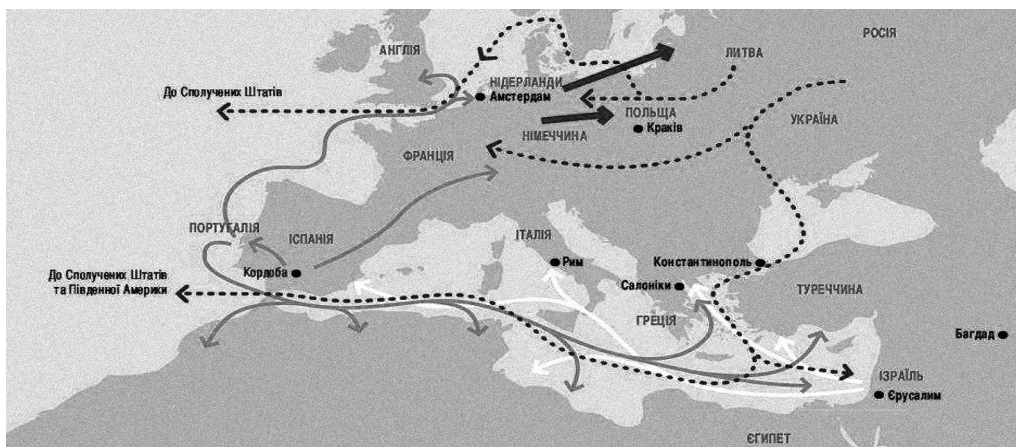 РОСІЯ
АНГЛІЯ
ЛИТВА
До Сполучених Штатів
НІДЕРЛАНДИ
Амстердам
ПОЛЬЩА
УКРАЇНА
Краків
НІМЕЧЧИНА
ФРАНЦІЯ
ПОРТУГАЛІЯ
ІСПАНІЯ
ІТАЛІЯ
Рим
Константинополь
Кордоба
До Сполучених Штатів
та Південної Америки
Салоніки
ТУРЕЧЧИНА
ГРЕЦІЯ
Багдад
ІЗРАЇЛЬ
Єрусалим
ЄГИПЕТ